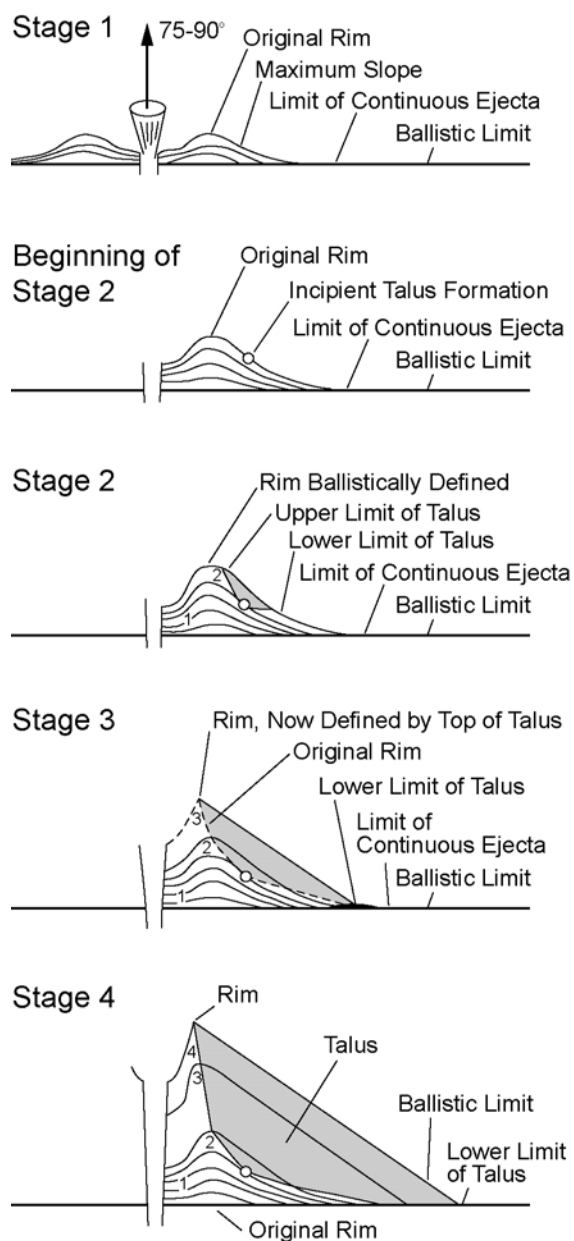 Stage 1
75-90°
Original Rim
Maximum Slope
Limit of Continuous Ejecta
Ballistic Limit
Beginning of
Stage 2
Original Rim
Incipient Talus Formation
Limit of Continuous Ejecta
Ballistic Limit
Stage 2
Rim Ballistically Defined
Upper Limit of Talus
Lower Limit of Talus
Limit of Continuous Ejecta
Ballistic Limit
2
1
Stage 3
Rim, Now Defined by Top of Talus
Original Rim
Lower Limit of Talus
Limit of
Continuous Ejecta
Ballistic Limit
3
2
1
Stage 4
Rim
Talus
4
3
Ballistic Limit
2
Lower Limit
of Talus
1
Original Rim